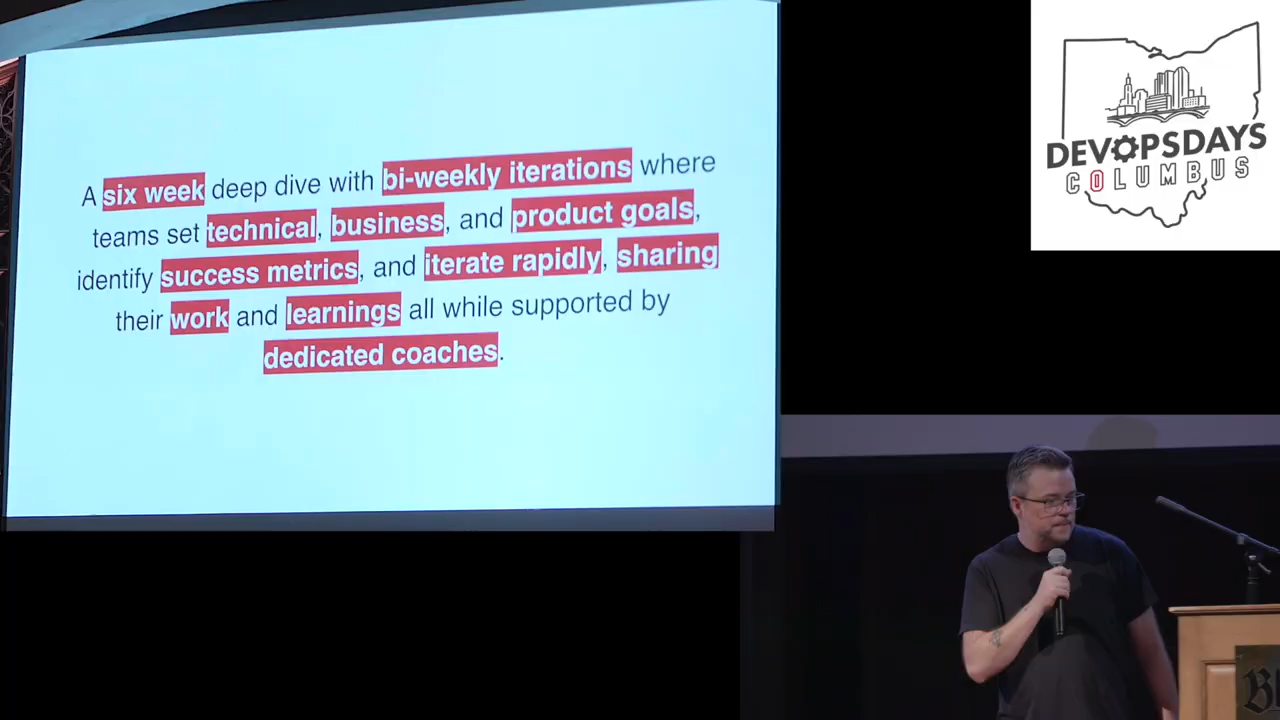 A six week deep dive with bi-weekly iterations where
teams set technical, business, and product goals,
identify success metrics, and iterate rapidly, sharing
their work and learnings all while supported by
dedicated coaches.
DEVOPSDAYS
COLUMBUS